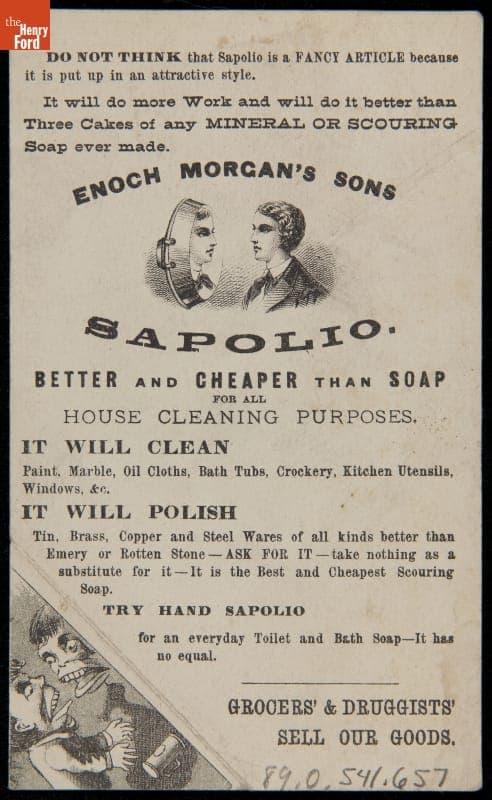 the
Henry
Ford
DO NOT THINK that Sapolio is a FANCY ARTICLE because
it is put up in an attractive style.
It will do more Work and will do it better than
Three Cakes of any MINERAL OR SCOURING
Soap ever made.
ENOCH MORGAN'S SONS
SAPOLIO.
BETTER AND CHEAPER THAN SOAP
FOR ALL
HOUSE CLEANING PURPOSES.
IT WILL CLEAN
Paint, Marble, Oil Cloths, Bath Tubs, Crockery, Kitchen Utensils,
Windows, &c.
IT WILL POLISH
Tin, Brass, Copper and Steel Wares of all kinds better than
Emery or Rotten Stone—ASK FOR IT—take nothing as a
substitute for it—It is the Best and Cheapest Scouring
Soap.
TRY HAND SAPOLIO
for an everyday Toilet and Bath Soap—It has
no equal.
GROCERS' & DRUGGISTS'
SELL OUR GOODS.
89.0.541.657